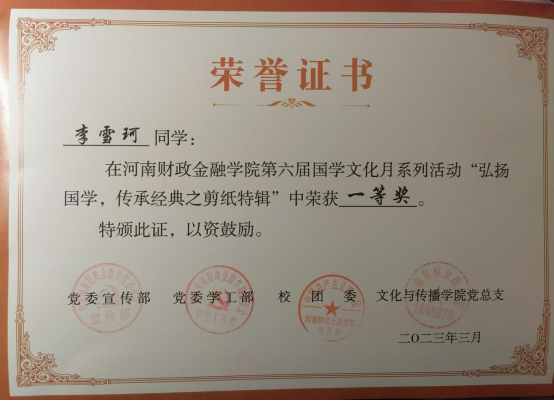 荣誉证书
李雪珂 同学:
在河南财政金融学院第六届国学文化月系列活动“弘扬
国学，传承经典之剪纸特辑”中荣获 一等奖 。
特颁此证，以资鼓励。
党委宣传部 党委学工部 校团委 文化与传播学院党总支
二〇二三年三月